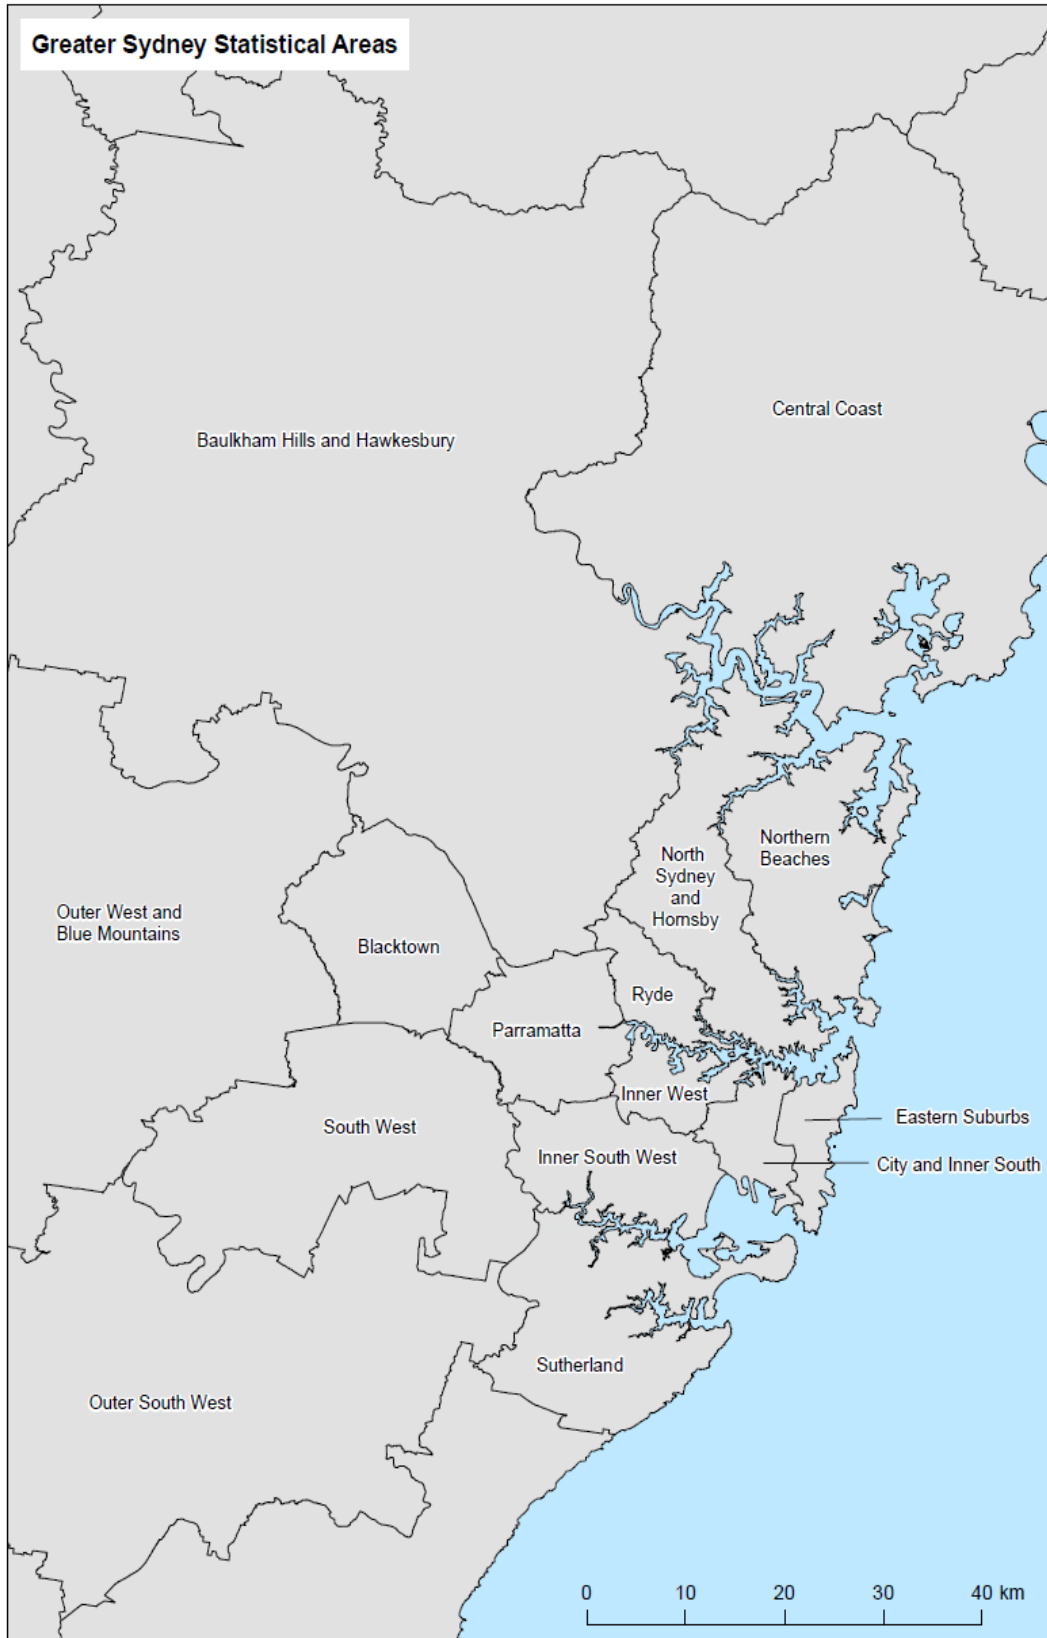 Greater Sydney Statistical Areas
Central Coast
Baulkham Hills and Hawkesbury
Northern
Beaches
North
Sydney
and
Hornsby
Outer West and
Blue Mountains
Blacktown
Ryde
Parramatta
Inner West
Eastern Suburbs
South West
Inner South West
City and Inner South
Sutherland
Outer South West
0 10 20 30 40 km